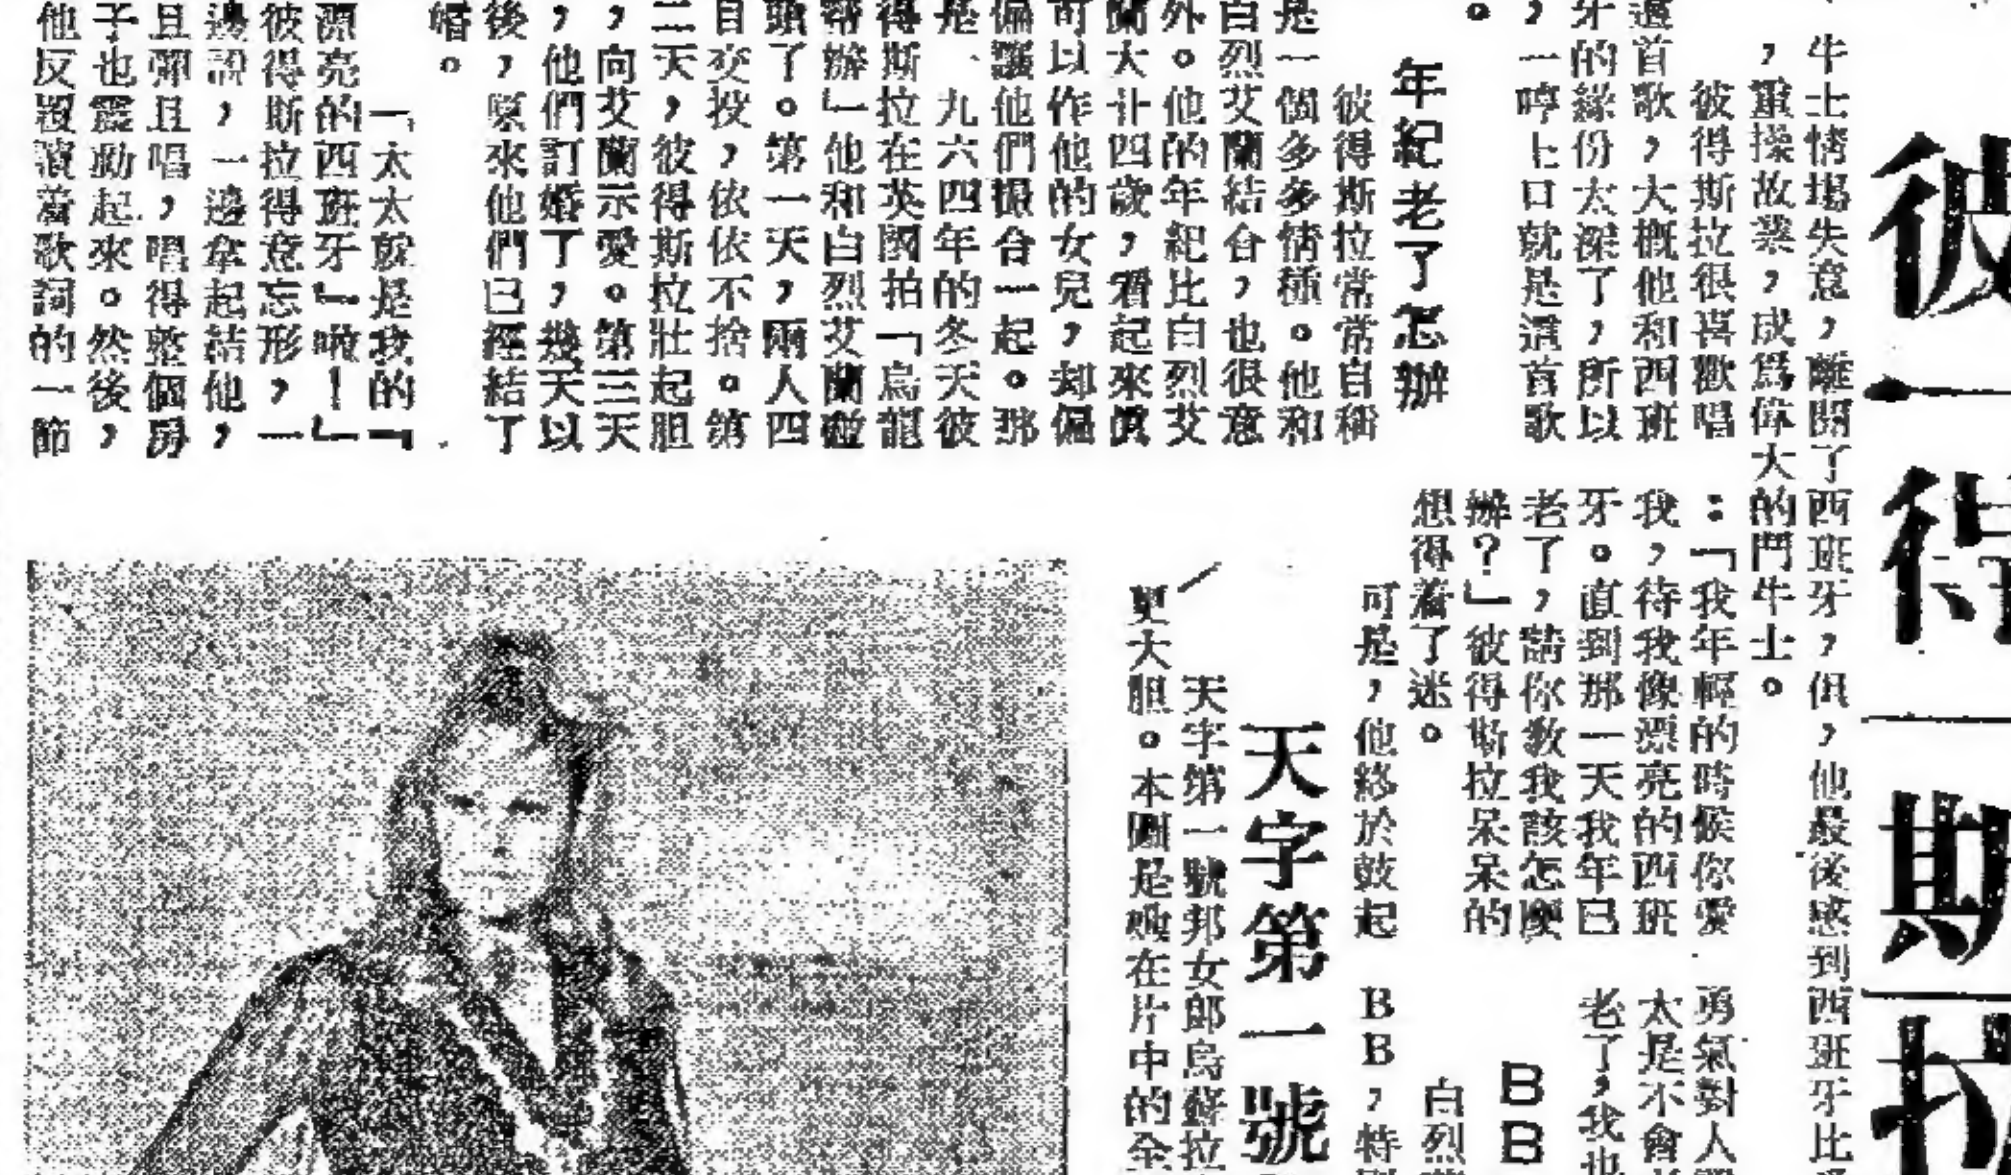 彼得斯拉
牛士情場失意，離開了西班牙，但，他最後感到西班牙比
，重操故業，成爲偉大的鬥牛士。
彼得斯拉很喜歡唱
這首歌，大概他和西班
牙的緣份太深了，所以
，一哼上口就是這首歌
。
年紀老了怎辦
彼得斯拉常常自稱
是一個多多情種。他和
白烈艾蘭結合，也很意
外。他的年紀比白烈艾
蘭大廿四歲，看起來眞
可以作他的女兒，却偏
偏讓他們撮合一起。那
是一九六四年的冬天彼
得斯拉在英國拍「烏龍
幫辦」他和白烈艾蘭碰
頭了。第一天，兩人四
目交投，依依不捨。第
二天，彼得斯拉壯起胆
，向艾蘭示愛。第三天
，他們訂婚了，幾天以
後，原來他們已經結了
婚。
「太太就是我的「
漂亮的西班牙」啦！」
彼得斯拉得意忘形，一
邊說，一邊拿起結他，
且彈且唱，唱得整個房
子也震動起來。然後，
他反覆讀着歌詞的一節
：「我年輕的時候你愛
我，待我像漂亮的西班
牙。直到那一天我年已
老了，請你敎我該怎麼
辦？」彼得斯拉呆呆的
想得着了迷。
可是，他終於鼓起
勇氣對人
太是不會
老了，我也
BB
白烈
BB，特別
天字第一號
天字第一號邦女郎烏蘇拉
更大胆。本圖是她在片中的全